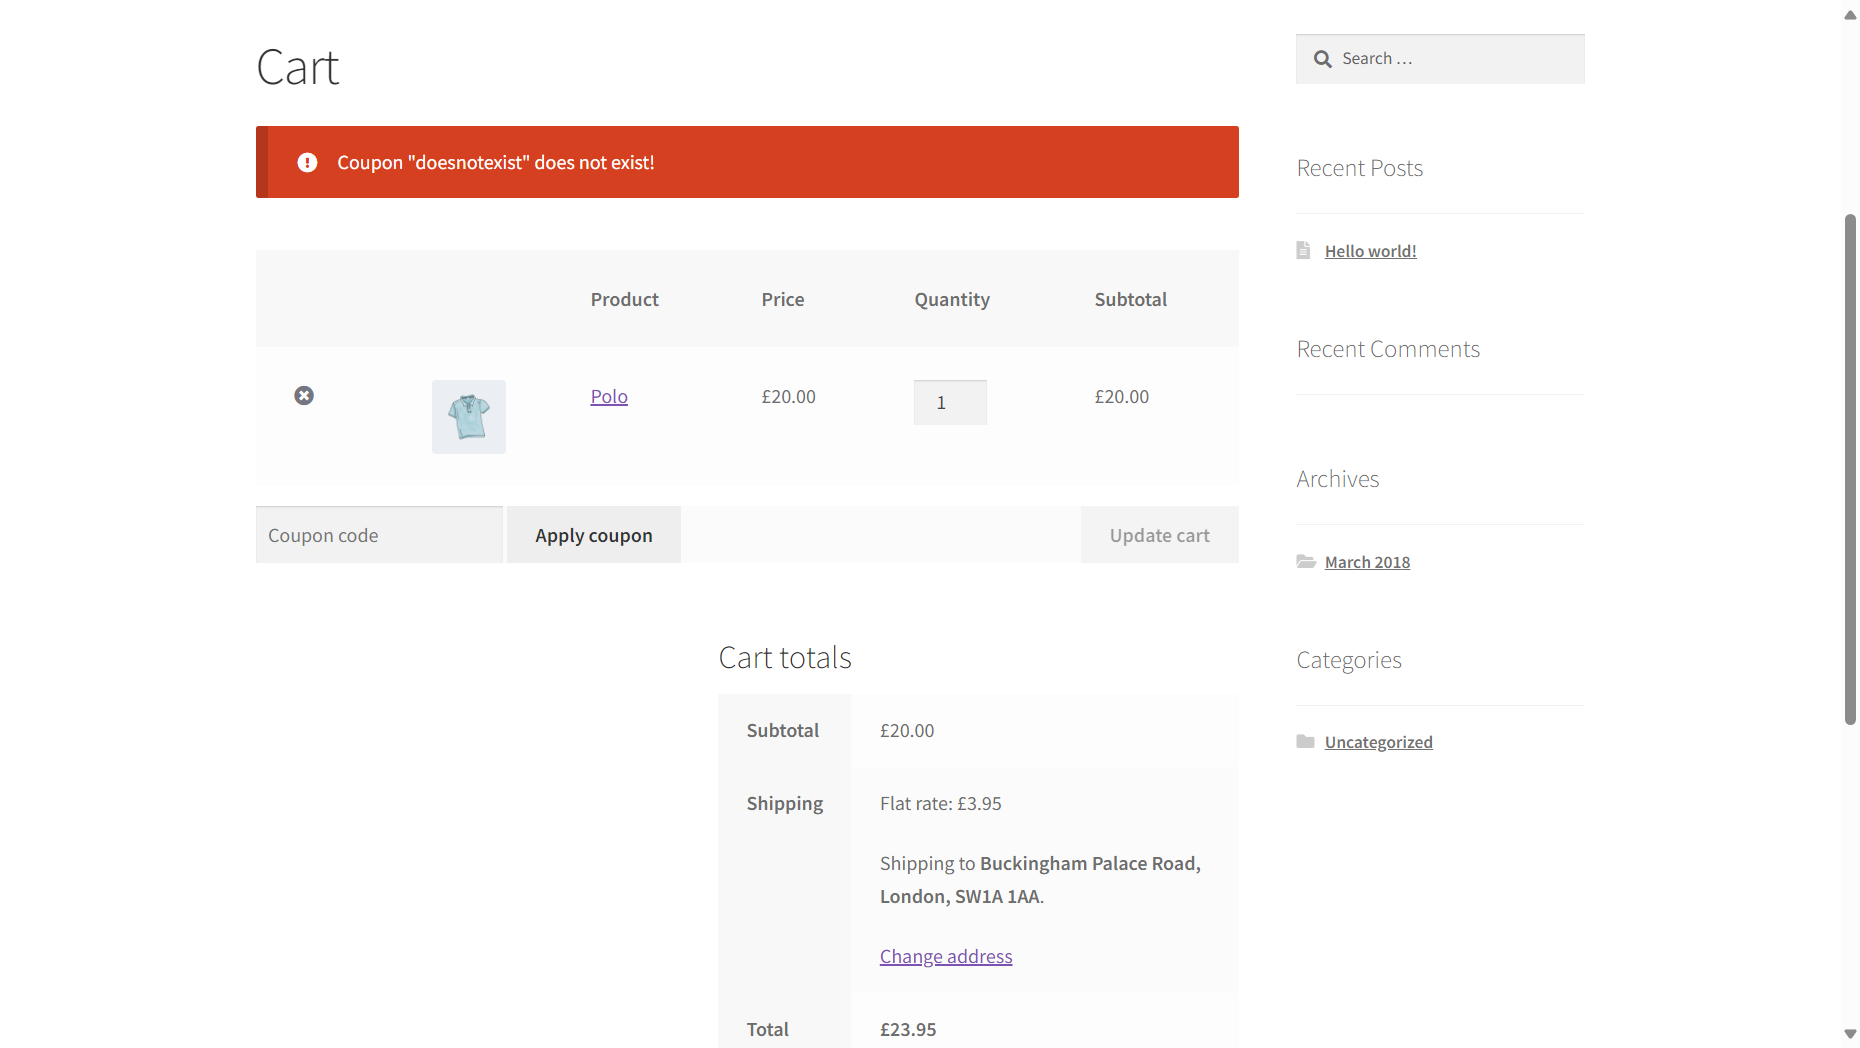 Cart
Coupon "doesnotexist" does not exist!
Product Price Quantity Subtotal
Polo £20.00 1 £20.00
Coupon code Apply coupon Update cart
Cart totals
Subtotal £20.00
Shipping Flat rate: £3.95
Shipping to Buckingham Palace Road,
London, SW1A 1AA.
Change address
Total £23.95
Search …
Recent Posts
Hello world!
Recent Comments
Archives
March 2018
Categories
Uncategorized